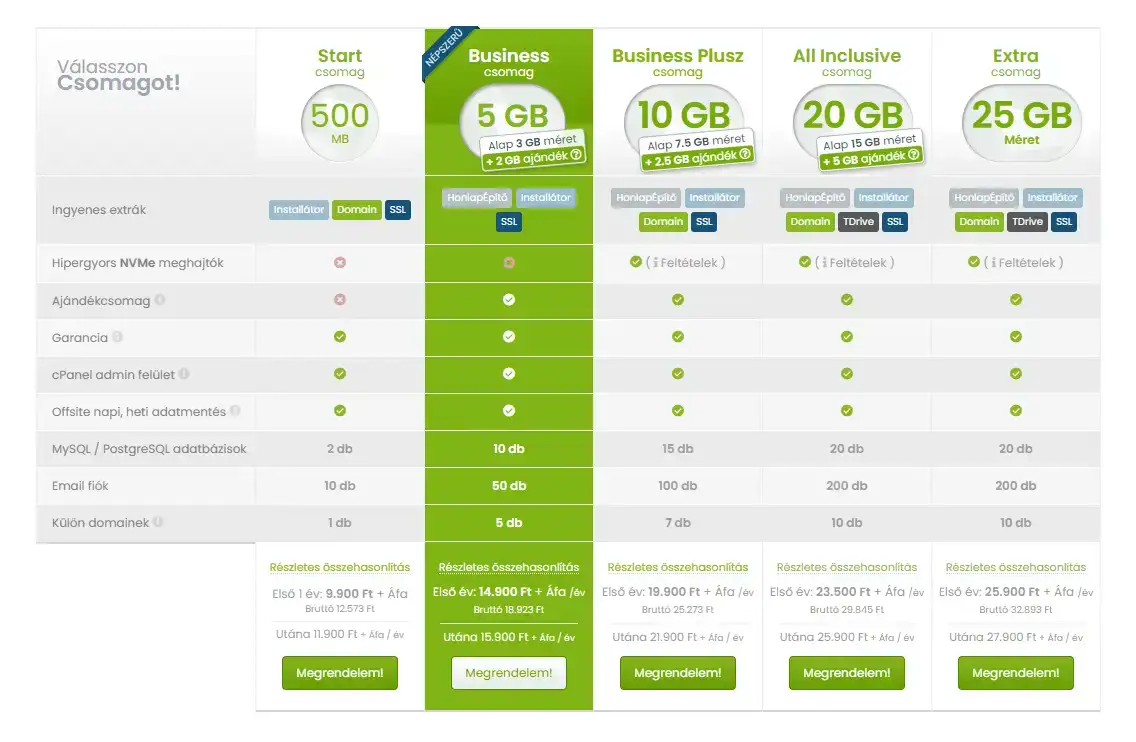 Válasszon
Csomagot!
Start
csomag
500
MB
NÉPSZERŰ
Business
csomag
5 GB
Alap 3 GB méret
+ 2 GB ajándék
Business Plusz
csomag
10 GB
Alap 7.5 GB méret
+ 2.5 GB ajándék
All Inclusive
csomag
20 GB
Alap 15 GB méret
+ 5 GB ajándék
Extra
csomag
25 GB
Méret
Ingyenes extrák
Installátor Domain SSL
HonlapÉpítő Installátor
SSL
HonlapÉpítő Installátor
Domain SSL
HonlapÉpítő Installátor
Domain TDrive SSL
HonlapÉpítő Installátor
Domain TDrive SSL
Hipergyors NVMe meghajtók
( i Feltételek )
( i Feltételek )
( i Feltételek )
Ajándékcsomag
Garancia
cPanel admin felület
Offsite napi, heti adatmentés
MySQL / PostgreSQL adatbázisok 2 db 10 db 15 db 20 db 20 db
Email fiók 10 db 50 db 100 db 200 db 200 db
Külön domainek 1 db 5 db 7 db 10 db 10 db
Részletes összehasonlítás
Első 1 év: 9.900 Ft + Áfa
Bruttó 12.573 Ft
Utána 11.900 Ft + Áfa / év
Megrendelem!
Részletes összehasonlítás
Első év: 14.900 Ft + Áfa /év
Bruttó 18.923 Ft
Utána 15.900 Ft + Áfa / év
Megrendelem!
Részletes összehasonlítás
Első év: 19.900 Ft + Áfa /év
Bruttó 25.273 Ft
Utána 21.900 Ft + Áfa / év
Megrendelem!
Részletes összehasonlítás
Első év: 23.500 Ft + Áfa /év
Bruttó 29.845 Ft
Utána 25.900 Ft + Áfa / év
Megrendelem!
Részletes összehasonlítás
Első év: 25.900 Ft + Áfa /év
Bruttó 32.893 Ft
Utána 27.900 Ft + Áfa / év
Megrendelem!